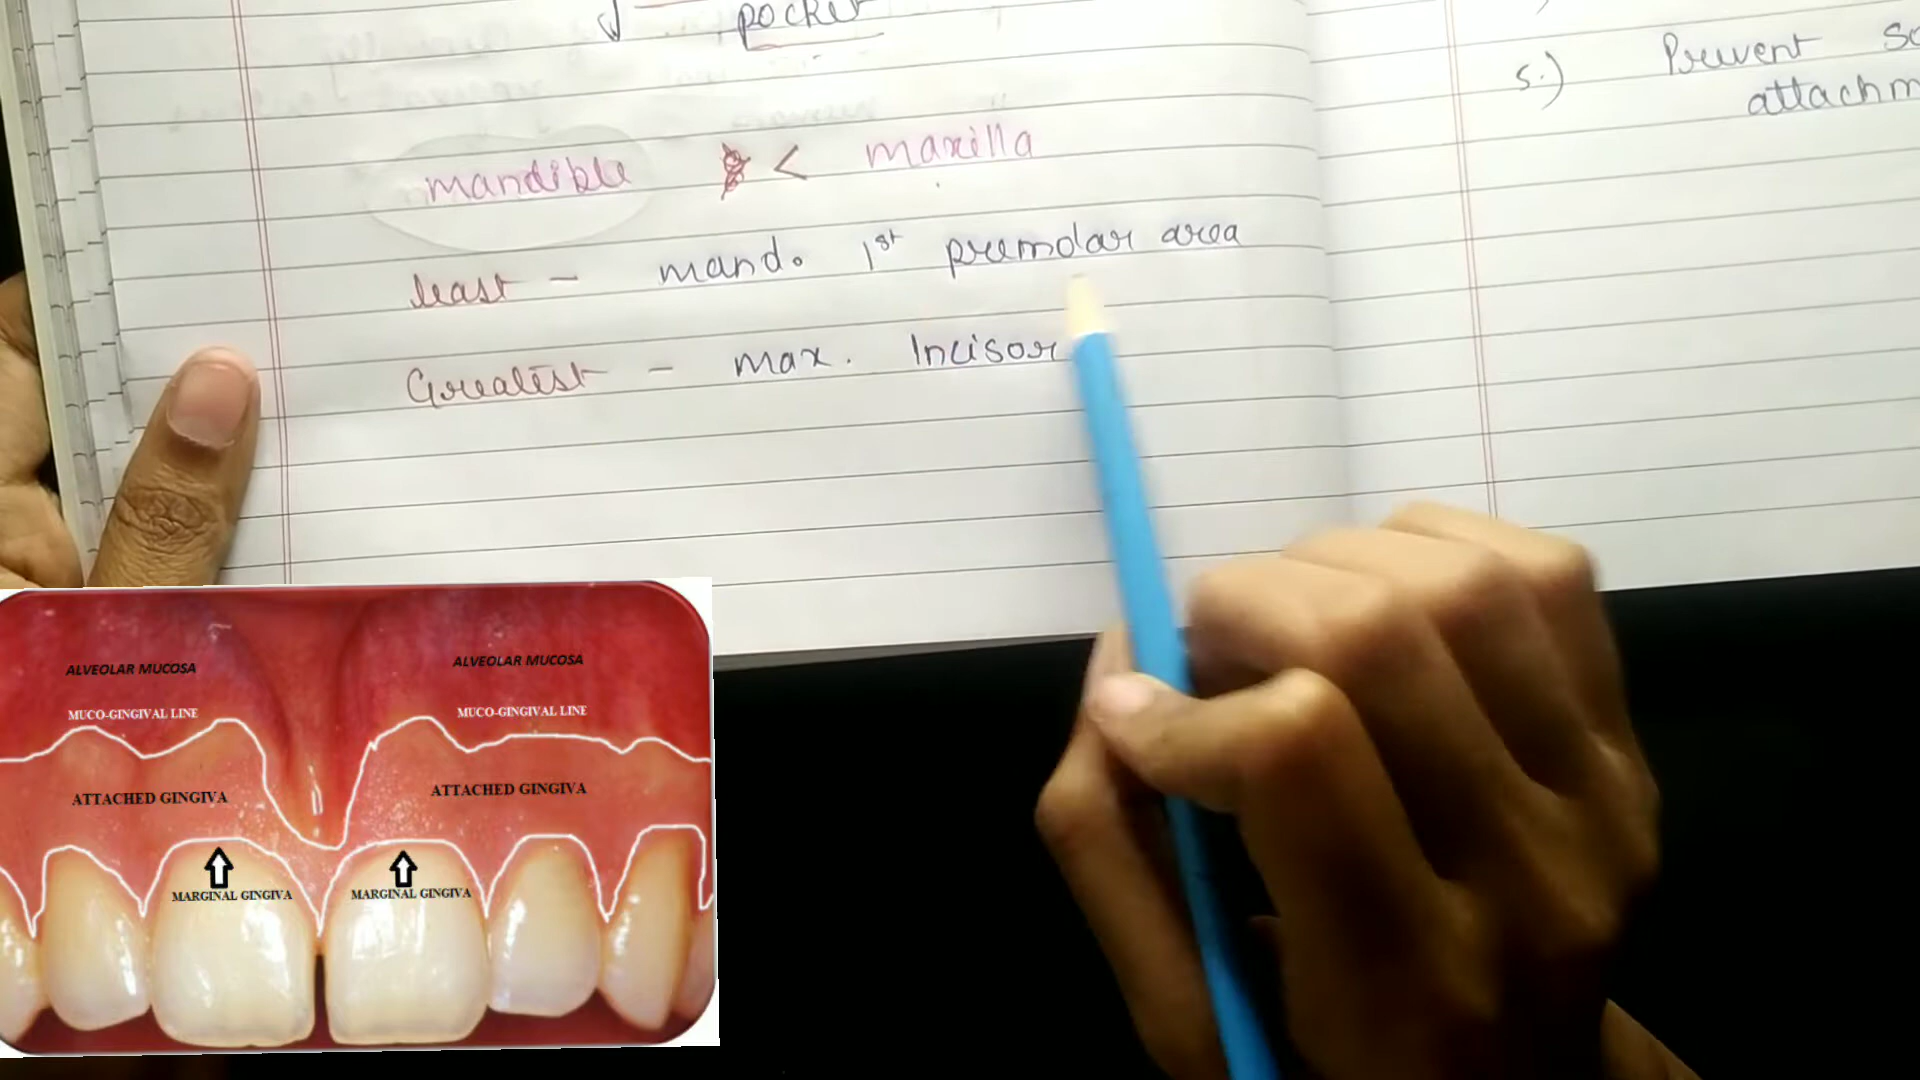 pocket
mandible < maxilla
least - mand. 1st premolar area
Greatest - max. Incisor
5.) Prevent
attachm
ALVEOLAR MUCOSA ALVEOLAR MUCOSA
MUCO-GINGIVAL LINE MUCO-GINGIVAL LINE
ATTACHED GINGIVA ATTACHED GINGIVA
MARGINAL GINGIVA MARGINAL GINGIVA